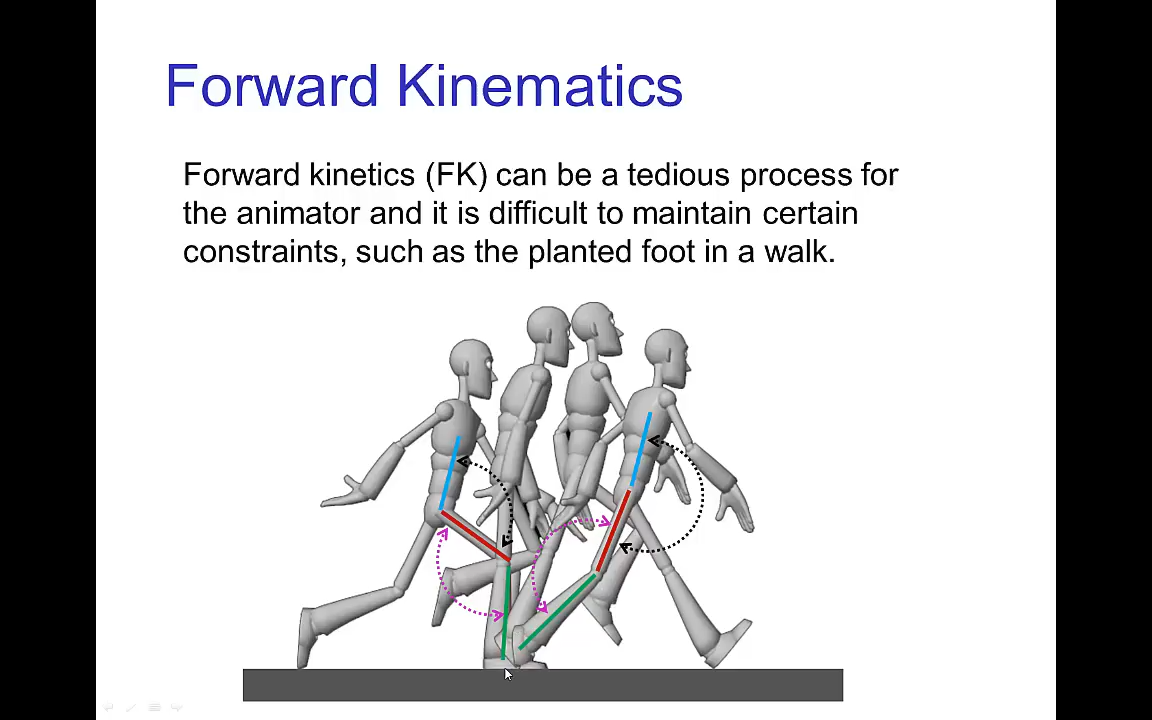 Forward Kinematics
Forward kinetics (FK) can be a tedious process for
the animator and it is difficult to maintain certain
constraints, such as the planted foot in a walk.